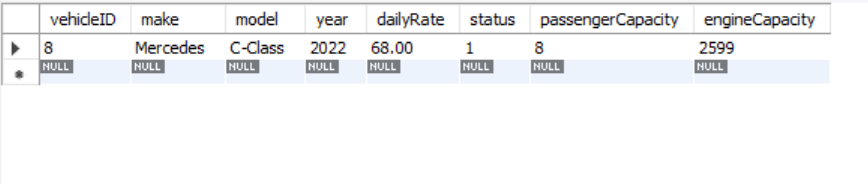 vehicleID make model year dailyRate status passengerCapacity engineCapacity
8 Mercedes C-Class 2022 68.00 1 8 2599
NULL NULL NULL NULL NULL NULL NULL NULL